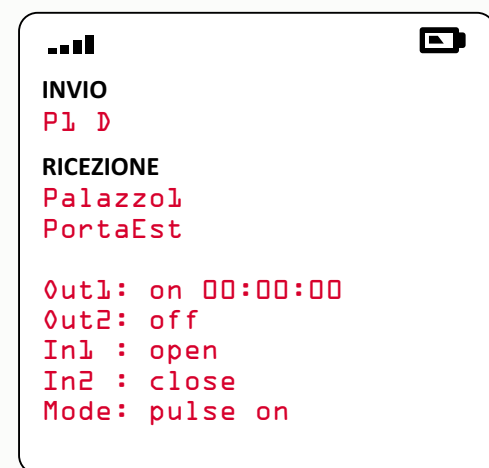 INVIO
P1 D
RICEZIONE
Palazzo1
PortaEst
Out1: on 00:00:00
Out2: off
In1 : open
In2 : close
Mode: pulse on